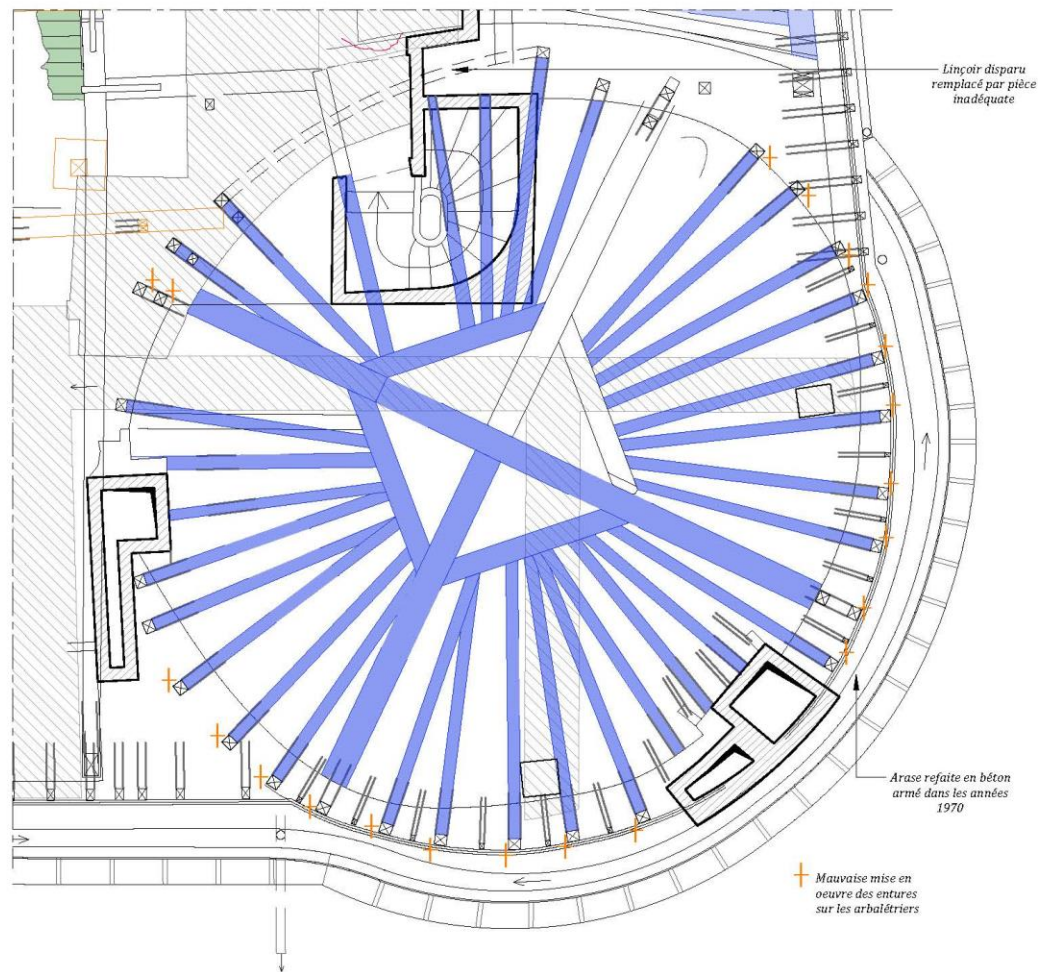 Linçoir disparu
remplacé par pièce
inadéquate
Arase refaite en béton
armé dans les années
1970
Mauvaise mise en
oeuvre des entures
sur les arbalétriers